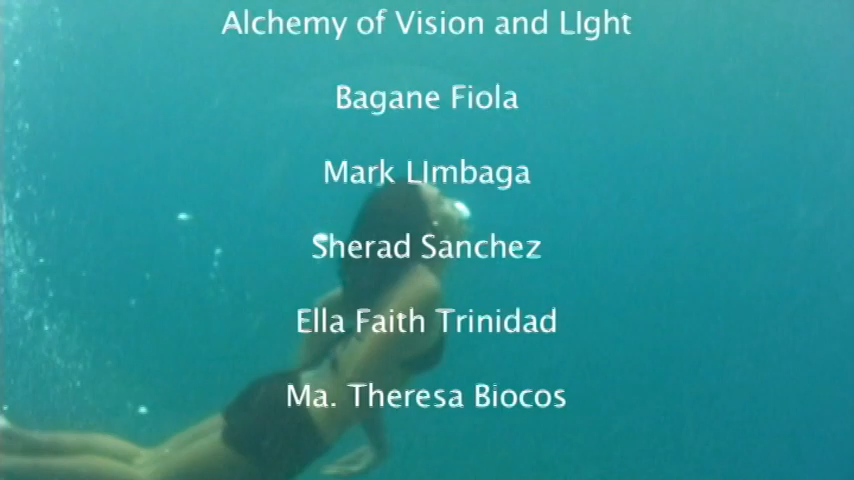 Alchemy of Vision and LIght
Bagane Fiola
Mark LImbaga
Sherad Sanchez
Ella Faith Trinidad
Ma. Theresa Biocos